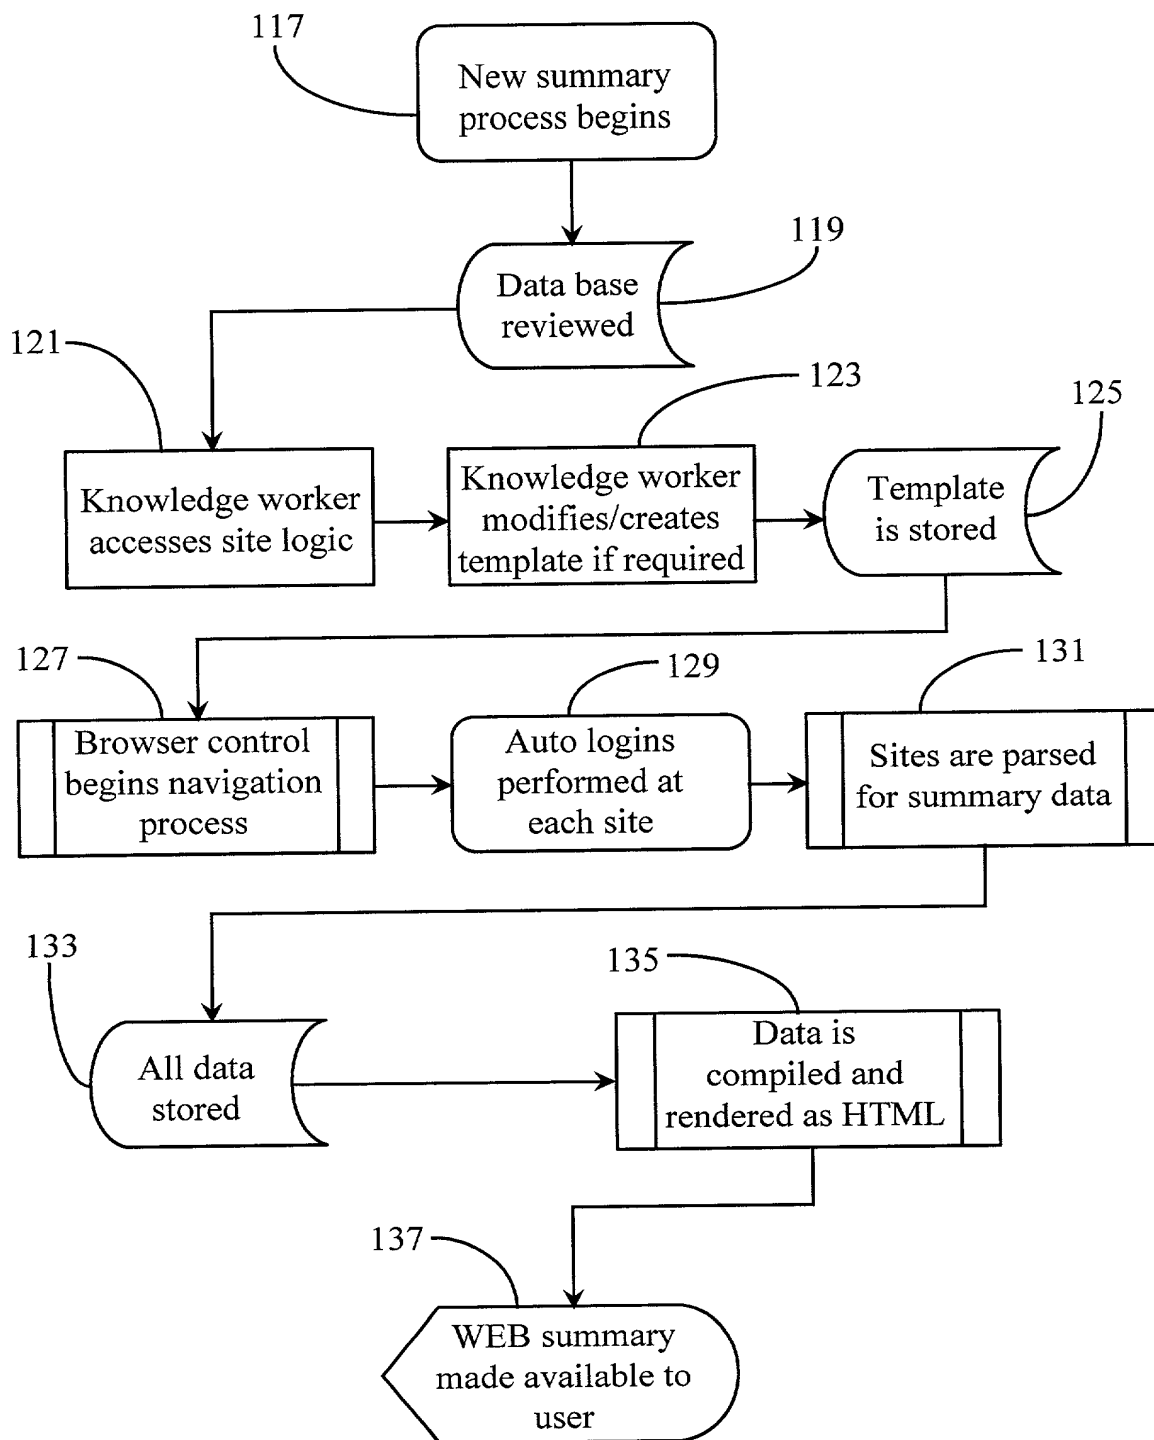 117
New summary
process begins
119
Data base
reviewed
121
123
125
Knowledge worker
accesses site logic
Knowledge worker
modifies/creates
template if required
Template
is stored
127
129
131
Browser control
begins navigation
process
Auto logins
performed at
each site
Sites are parsed
for summary data
133
135
All data
stored
Data is
compiled and
rendered as HTML
137
WEB summary
made available to
user